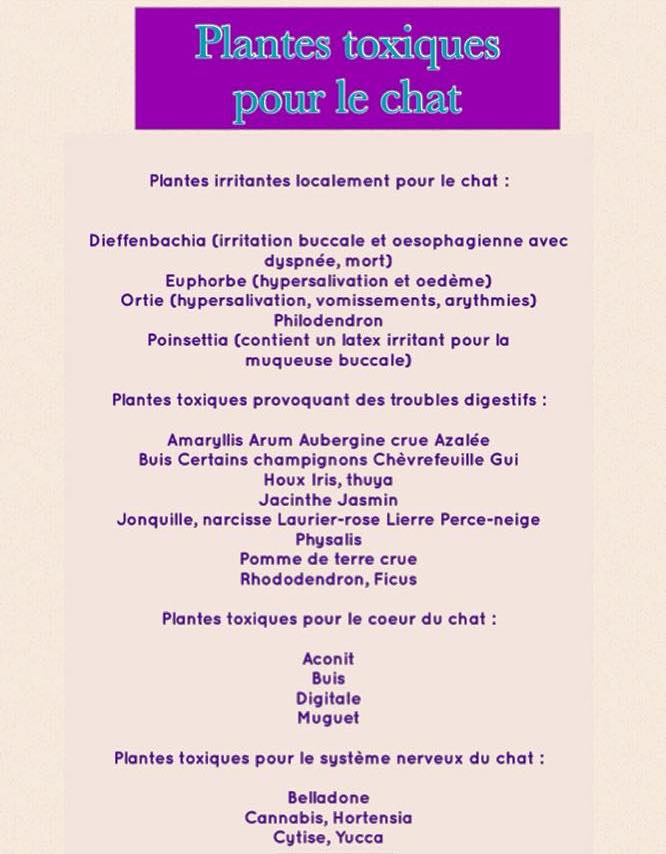 Plantes toxiques
pour le chat
Plantes irritantes localement pour le chat :
Dieffenbachia (irritation buccale et oesophagienne avec
dyspnée, mort)
Euphorbe (hypersalivation et oedème)
Ortie (hypersalivation, vomissements, arythmies)
Philodendron
Poinsettia (contient un latex irritant pour la
muqueuse buccale)
Plantes toxiques provoquant des troubles digestifs :
Amaryllis Arum Aubergine crue Azalée
Buis Certains champignons Chèvrefeuille Gui
Houx Iris, thuya
Jacinthe Jasmin
Jonquille, narcisse Laurier-rose Lierre Perce-neige
Physalis
Pomme de terre crue
Rhododendron, Ficus
Plantes toxiques pour le coeur du chat :
Aconit
Buis
Digitale
Muguet
Plantes toxiques pour le système nerveux du chat :
Belladone
Cannabis, Hortensia
Cytise, Yucca